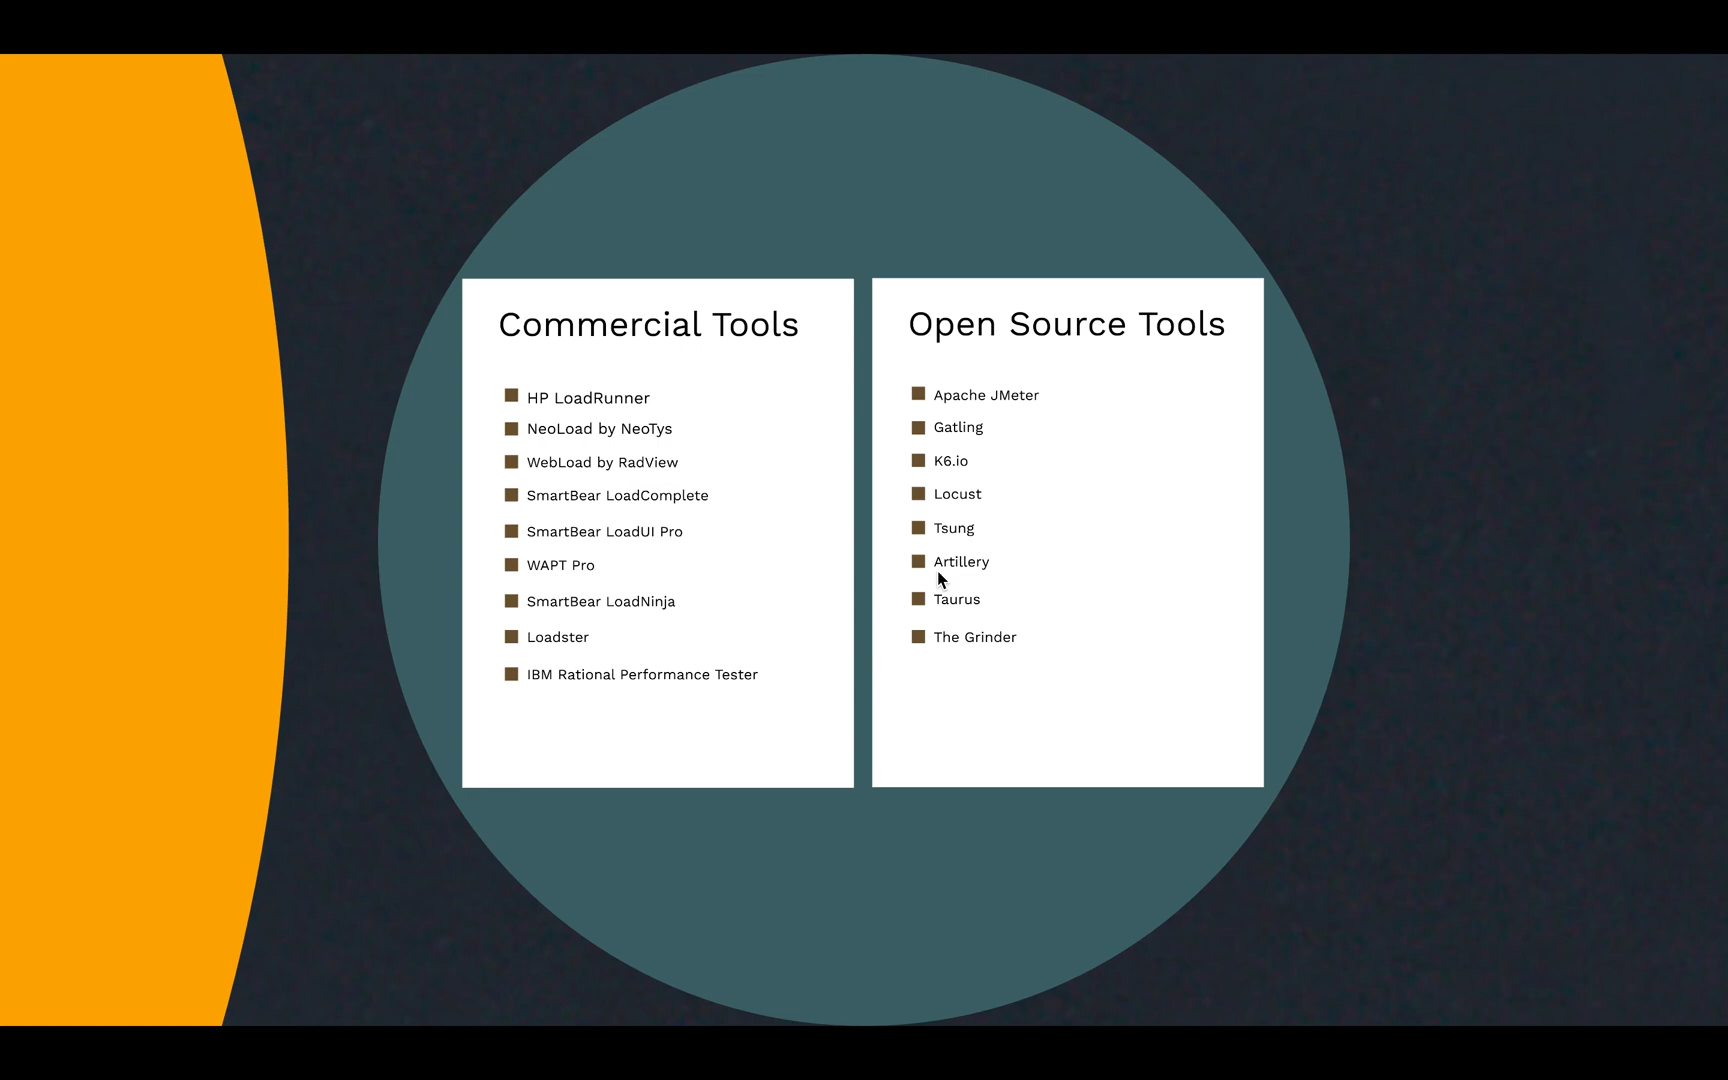 Commercial Tools
HP LoadRunner
NeoLoad by NeoTys
WebLoad by RadView
SmartBear LoadComplete
SmartBear LoadUI Pro
WAPT Pro
SmartBear LoadNinja
Loadster
IBM Rational Performance Tester
Open Source Tools
Apache JMeter
Gatling
K6.io
Locust
Tsung
Artillery
Taurus
The Grinder